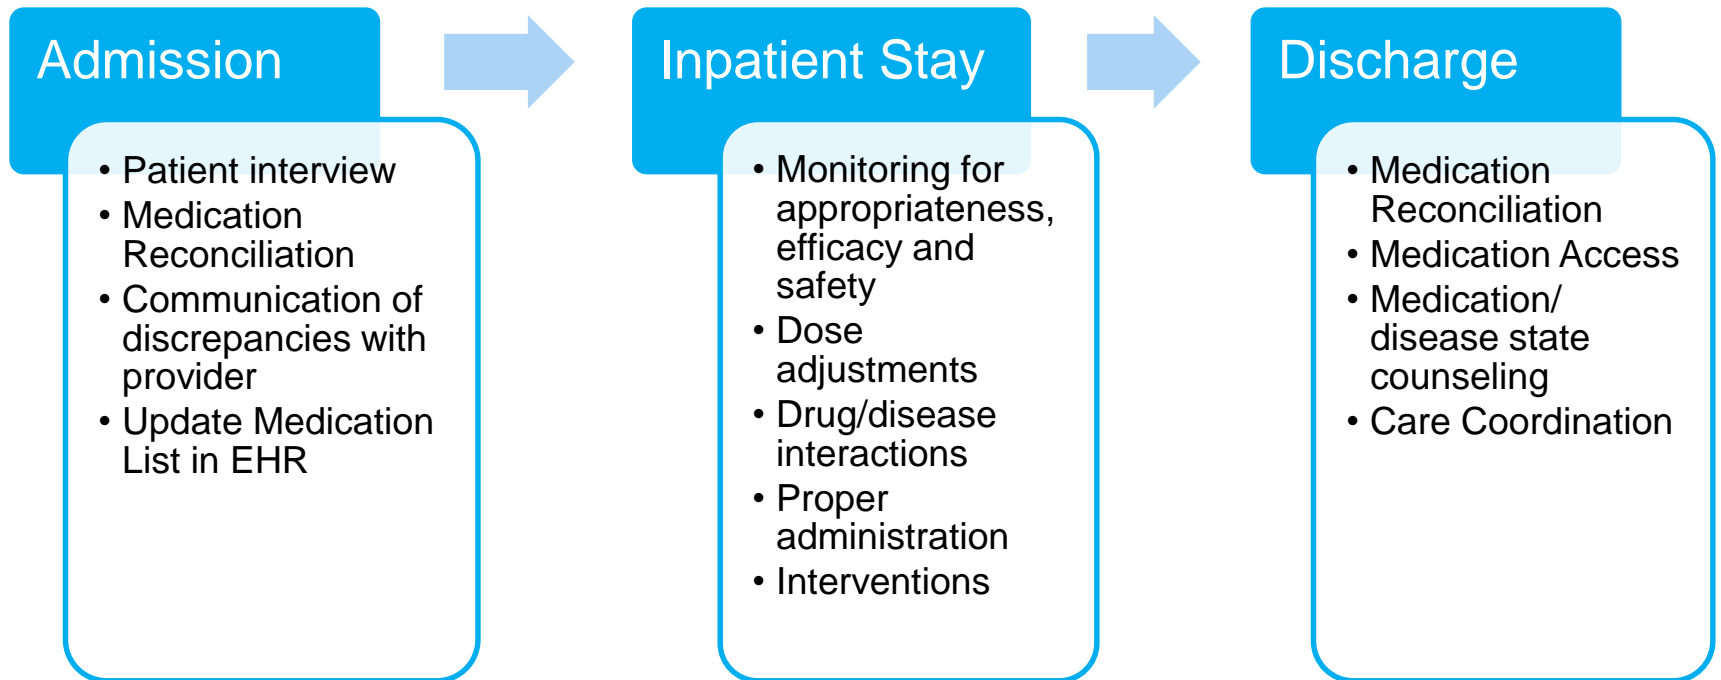 Admission
• Patient interview
• Medication
Reconciliation
• Communication of
discrepancies with
provider
• Update Medication
List in EHR
Inpatient Stay
• Monitoring for
appropriateness,
efficacy and
safety
• Dose
adjustments
• Drug/disease
interactions
• Proper
administration
• Interventions
Discharge
• Medication
Reconciliation
• Medication Access
• Medication/
disease state
counseling
• Care Coordination